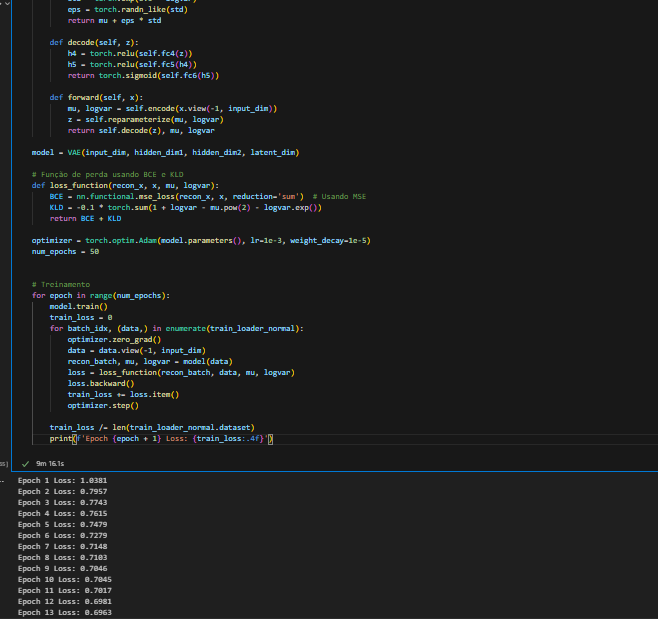 eps = torch.randn_like(std)
return mu + eps * std
def decode(self, z):
h4 = torch.relu(self.fc4(z))
h5 = torch.relu(self.fc5(h4))
return torch.sigmoid(self.fc6(h5))
def forward(self, x):
mu, logvar = self.encode(x.view(-1, input_dim))
z = self.reparameterize(mu, logvar)
return self.decode(z), mu, logvar
model = VAE(input_dim, hidden_dim1, hidden_dim2, latent_dim)
# Função de perda usando BCE e KLD
def loss_function(recon_x, x, mu, logvar):
BCE = nn.functional.mse_loss(recon_x, x, reduction='sum')  # Usando MSE
KLD = -0.1 * torch.sum(1 + logvar - mu.pow(2) - logvar.exp())
return BCE + KLD
optimizer = torch.optim.Adam(model.parameters(), lr=1e-3, weight_decay=1e-5)
num_epochs = 50
# Treinamento
for epoch in range(num_epochs):
model.train()
train_loss = 0
for batch_idx, (data,) in enumerate(train_loader_normal):
optimizer.zero_grad()
data = data.view(-1, input_dim)
recon_batch, mu, logvar = model(data)
loss = loss_function(recon_batch, data, mu, logvar)
loss.backward()
train_loss += loss.item()
optimizer.step()
train_loss /= len(train_loader_normal.dataset)
print(f'Epoch {epoch + 1} Loss: {train_loss:.4f}')
9m 16.1s
Epoch 1 Loss: 1.0381
Epoch 2 Loss: 0.7957
Epoch 3 Loss: 0.7743
Epoch 4 Loss: 0.7615
Epoch 5 Loss: 0.7479
Epoch 6 Loss: 0.7279
Epoch 7 Loss: 0.7148
Epoch 8 Loss: 0.7103
Epoch 9 Loss: 0.7046
Epoch 10 Loss: 0.7045
Epoch 11 Loss: 0.7017
Epoch 12 Loss: 0.6981
Epoch 13 Loss: 0.6963